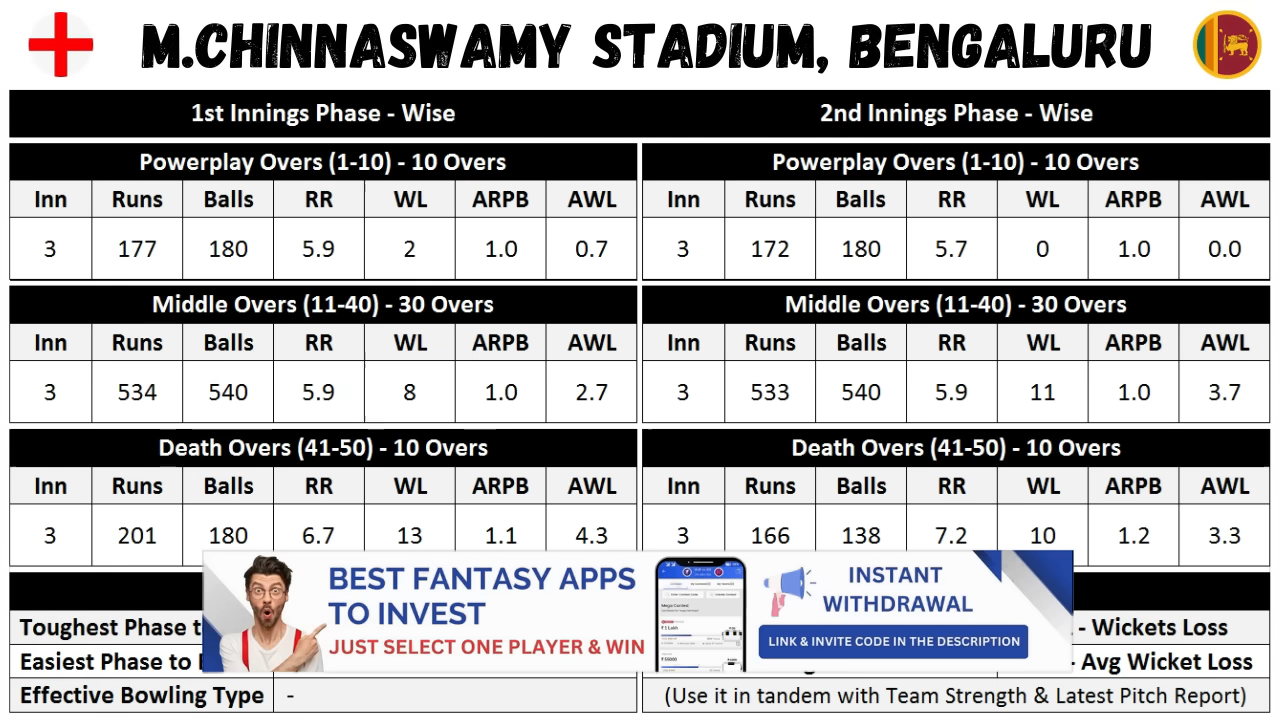 M.CHINNASWAMY STADIUM, BENGALURU
1st Innings Phase - Wise
2nd Innings Phase - Wise
Powerplay Overs (1-10) - 10 Overs
Inn Runs Balls RR WL ARPB AWL
3 177 180 5.9 2 1.0 0.7
Powerplay Overs (1-10) - 10 Overs
Inn Runs Balls RR WL ARPB AWL
3 172 180 5.7 0 1.0 0.0
Middle Overs (11-40) - 30 Overs
Inn Runs Balls RR WL ARPB AWL
3 534 540 5.9 8 1.0 2.7
Middle Overs (11-40) - 30 Overs
Inn Runs Balls RR WL ARPB AWL
3 533 540 5.9 11 1.0 3.7
Death Overs (41-50) - 10 Overs
Inn Runs Balls RR WL ARPB AWL
3 201 180 6.7 13 1.1 4.3
Death Overs (41-50) - 10 Overs
Inn Runs Balls RR WL ARPB AWL
3 166 138 7.2 10 1.2 3.3
BEST FANTASY APPS
TO INVEST
JUST SELECT ONE PLAYER & WIN
INSTANT
WITHDRAWAL
LINK & INVITE CODE IN THE DESCRIPTION
Toughest Phase
- Wickets Loss
Easiest Phase to
- Avg Wicket Loss
Effective Bowling Type -
(Use it in tandem with Team Strength & Latest Pitch Report)